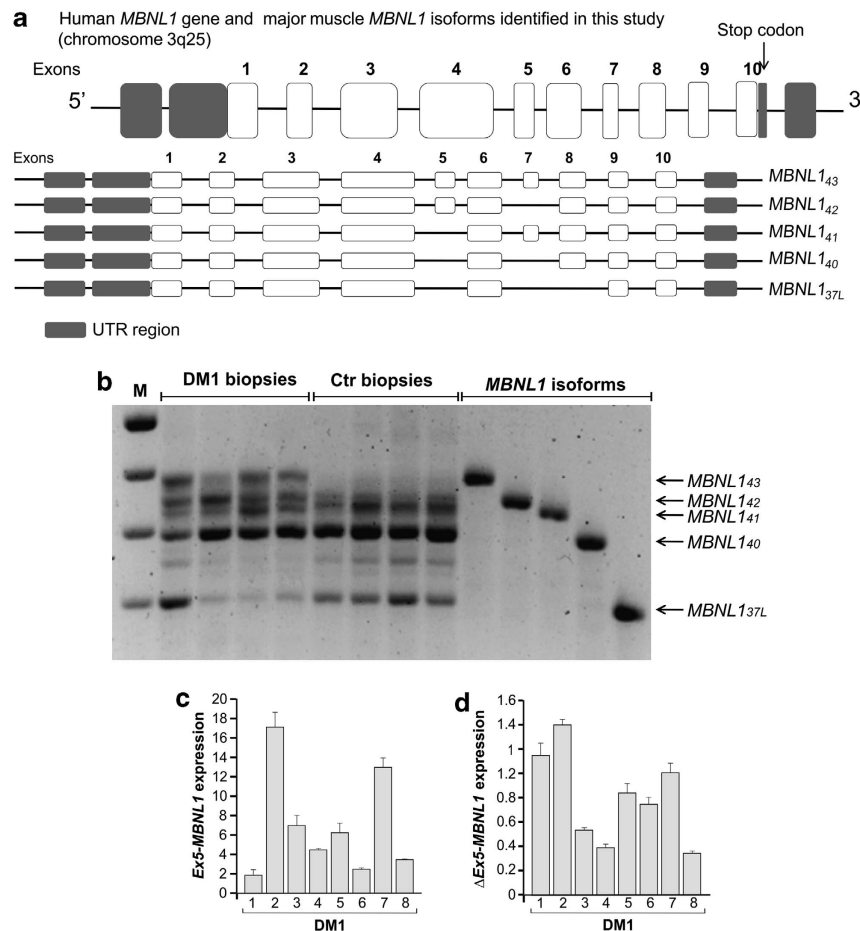 a Human MBNL1 gene and major muscle MBNL1 isoforms identified in this study
(chromosome 3q25)
Stop codon
Exons 1 2 3 4 5 6 7 8 9 10
5’ 3
Exons 1 2 3 4 5 6 7 8 9 10
MBNL1₄₃
MBNL1₄₂
MBNL1₄₁
MBNL1₄₀
MBNL1₃₇L
UTR region
b M DM1 biopsies Ctr biopsies MBNL1 isoforms
MBNL1₄₃
MBNL1₄₂
MBNL1₄₁
MBNL1₄₀
MBNL1₃₇L
c
Ex5-MBNL1 expression
20
18
16
14
12
10
8
6
4
2
0
1 2 3 4 5 6 7 8
DM1
d
ΔEx5-MBNL1 expression
1.6
1.4
1
1.2
0.8
0.6
0.4
0.2
0
1 2 3 4 5 6 7 8
DM1